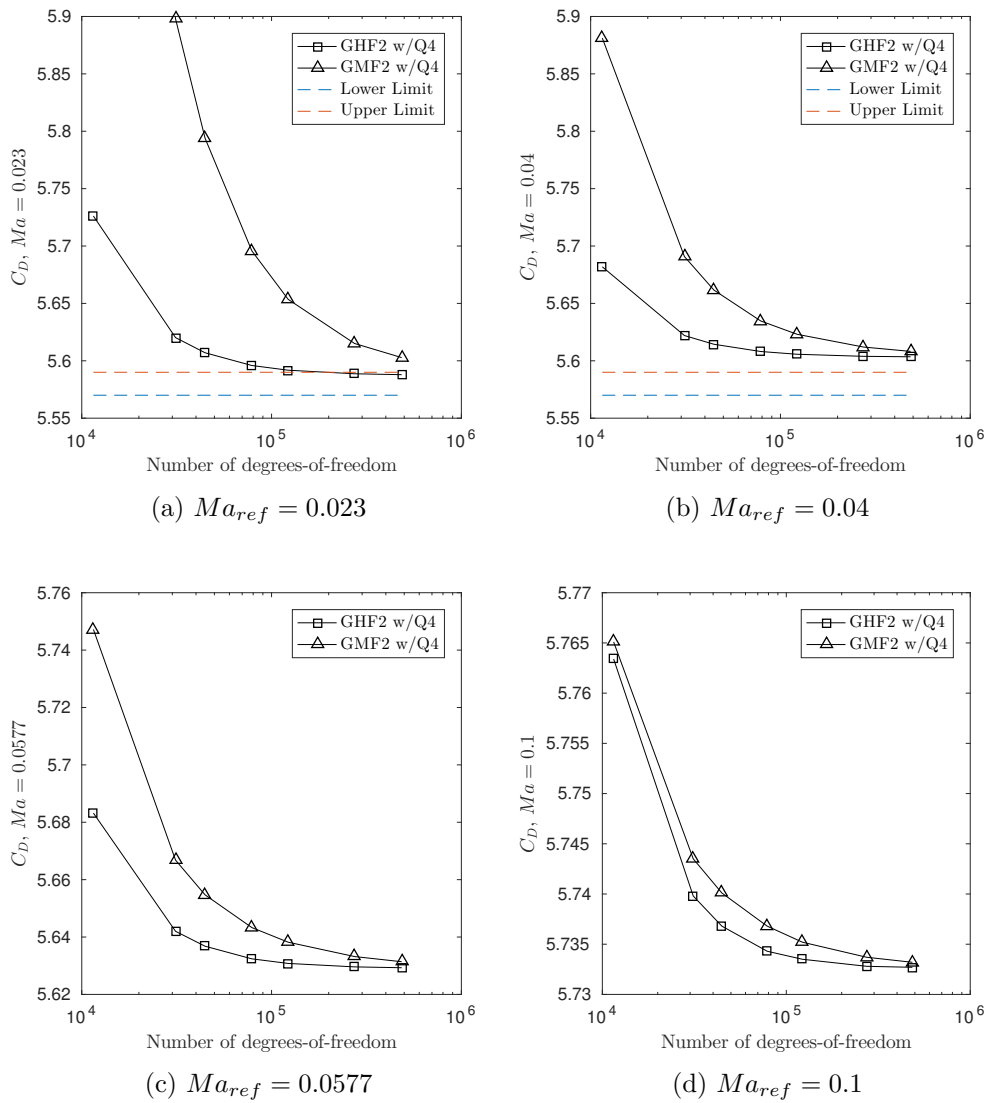 5.9
5.85
5.8
5.75
5.7
5.65
5.6
5.55
C_D, Ma = 0.023
GHF2 w/Q4
GMF2 w/Q4
Lower Limit
Upper Limit
10^4 10^5 10^6
Number of degrees-of-freedom
(a) Ma_ref = 0.023
5.9
5.85
5.8
5.75
5.7
5.65
5.6
5.55
C_D, Ma = 0.04
GHF2 w/Q4
GMF2 w/Q4
Lower Limit
Upper Limit
10^4 10^5 10^6
Number of degrees-of-freedom
(b) Ma_ref = 0.04
5.76
5.74
5.72
5.7
5.68
5.66
5.64
5.62
C_D, Ma = 0.0577
GHF2 w/Q4
GMF2 w/Q4
10^4 10^5 10^6
Number of degrees-of-freedom
(c) Ma_ref = 0.0577
5.77
5.765
5.76
5.755
5.75
5.745
5.74
5.735
5.73
C_D, Ma = 0.1
GHF2 w/Q4
GMF2 w/Q4
10^4 10^5 10^6
Number of degrees-of-freedom
(d) Ma_ref = 0.1